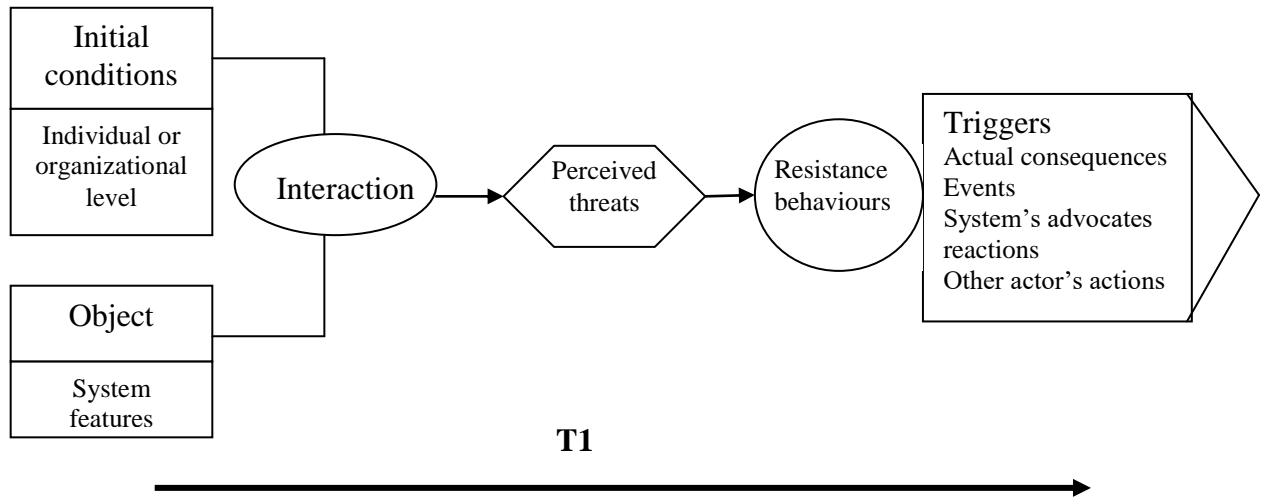 Initial
conditions
Individual or
organizational
level
Object
System
features
Interaction
Perceived
threats
Resistance
behaviours
Triggers
Actual consequences
Events
System’s advocates
reactions
Other actor’s actions
T1